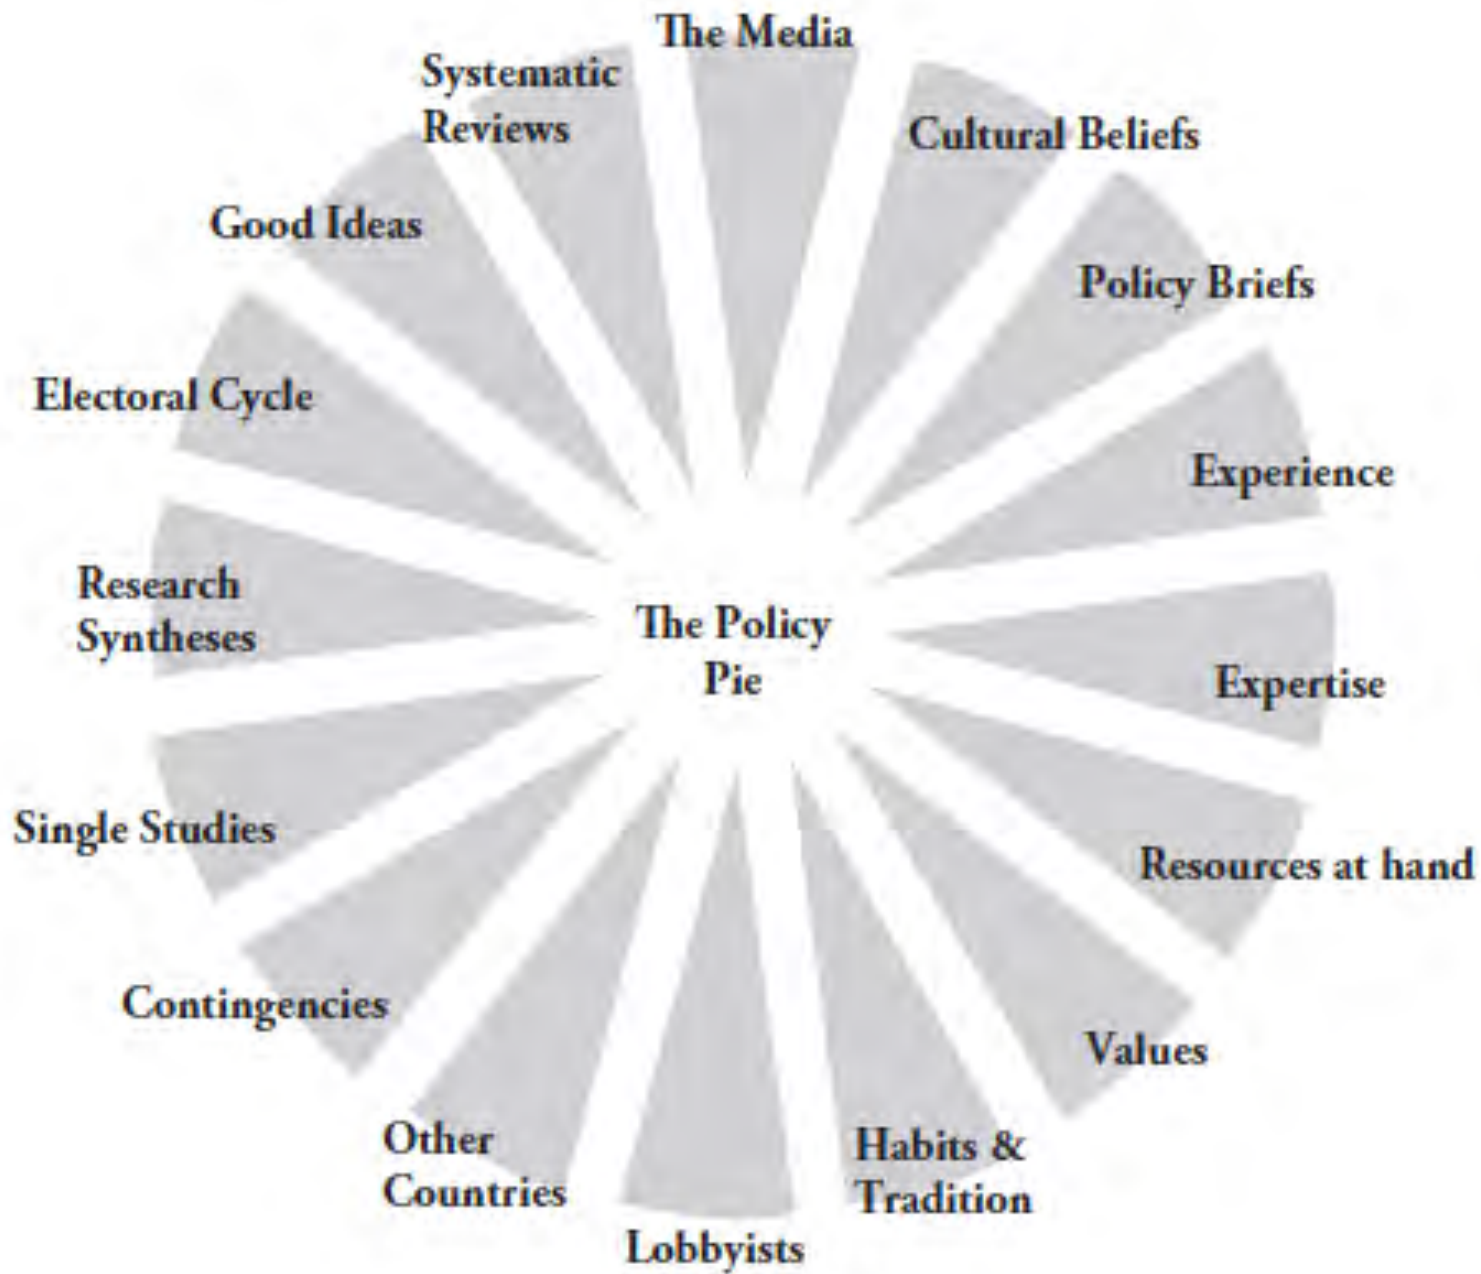 The Media
Systematic
Reviews
Cultural Beliefs
Good Ideas
Policy Briefs
Electoral Cycle
Experience
Research
Syntheses
The Policy
Pie
Expertise
Single Studies
Resources at hand
Contingencies
Values
Other
Countries
Habits &
Tradition
Lobbyists